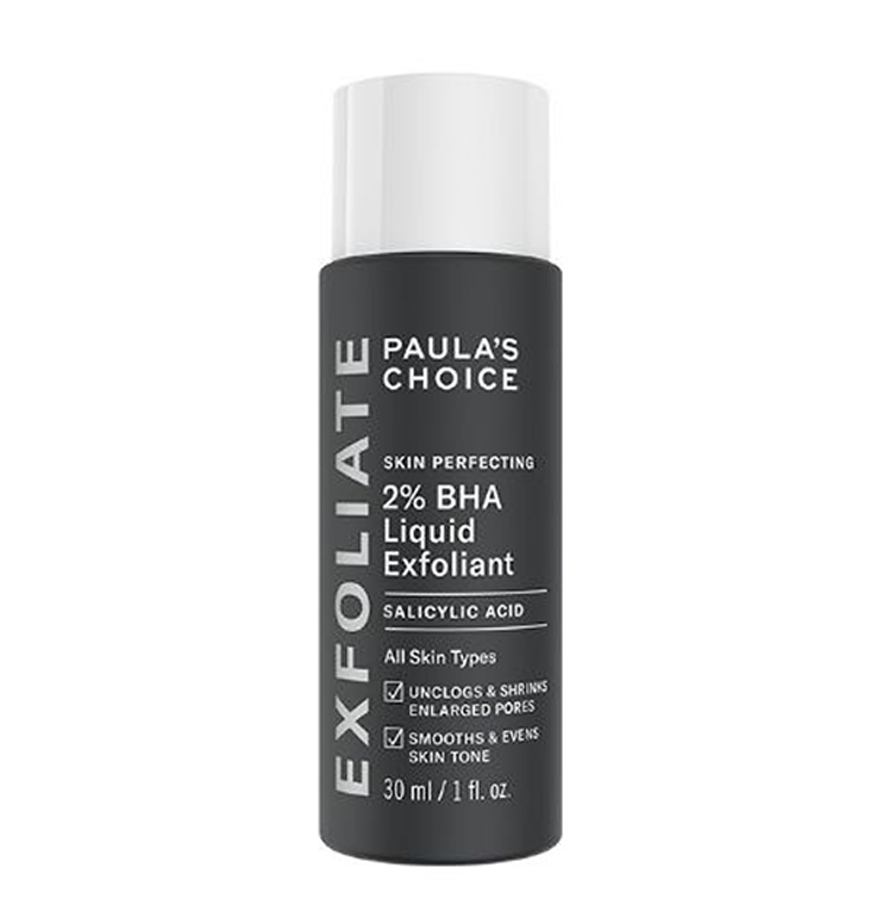 EXFOLIATE
PAULA'S
CHOICE
SKIN PERFECTING
2% BHA
Liquid
Exfoliant
SALICYLIC ACID
All Skin Types
☑ UNCLOGS & SHRINKS
ENLARGED PORES
☑ SMOOTHS & EVENS
SKIN TONE
30 ml / 1 fl. oz.